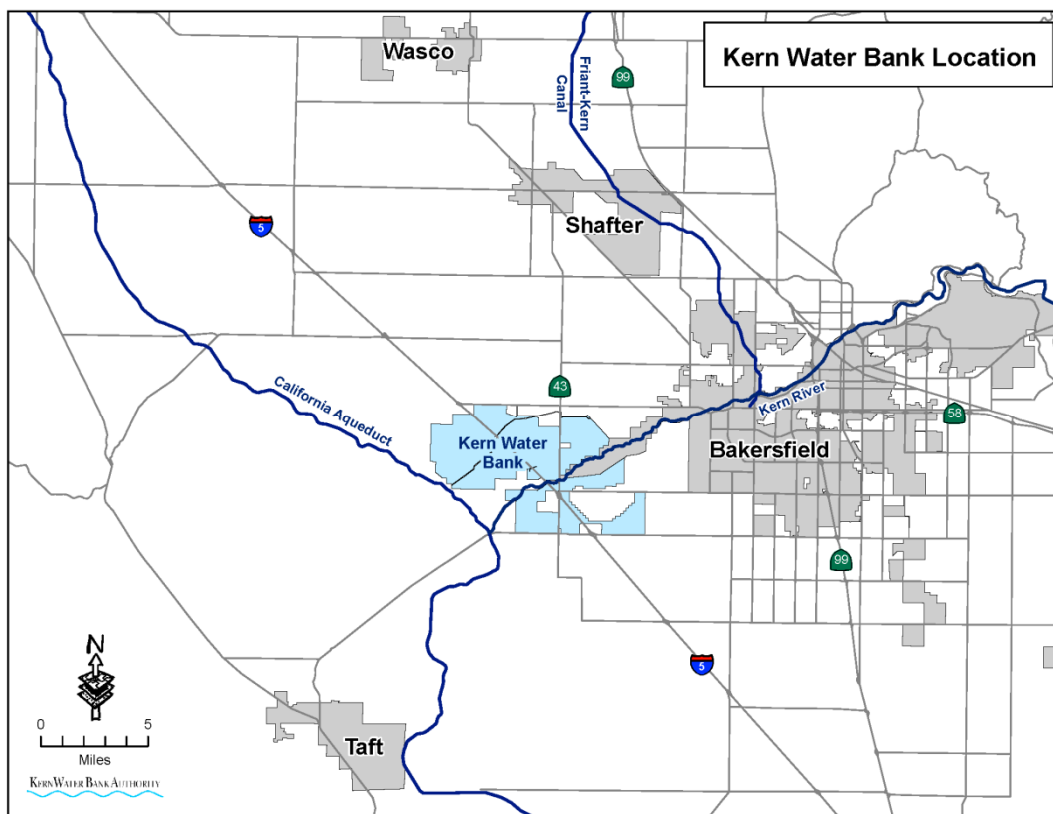 Kern Water Bank Location
Wasco
Friant-Kern
Canal
99
5
Shafter
43
Kern River
58
California Aqueduct
Kern Water
Bank
Bakersfield
99
5
N
0 5
Miles
Taft
KERN WATER BANK AUTHORITY